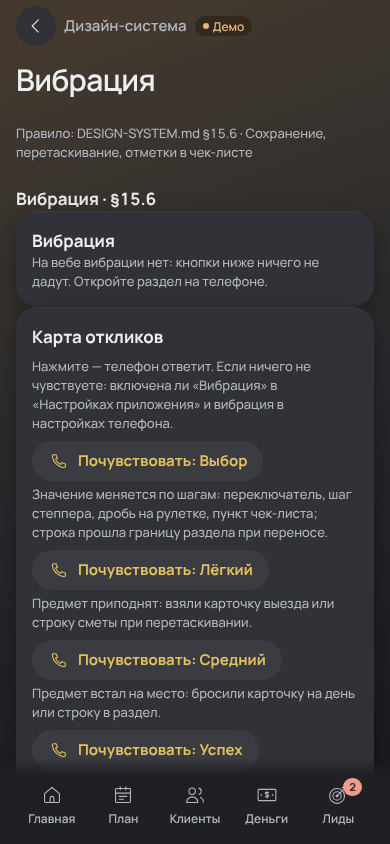 Дизайн-система
Демо
Вибрация
Правило: DESIGN-SYSTEM.md §15.6 · Сохранение,
перетаскивание, отметки в чек-листе
Вибрация · §15.6
Вибрация
На вебе вибрации нет: кнопки ниже ничего не
дадут. Откройте раздел на телефоне.
Карта откликов
Нажмите — телефон ответит. Если ничего не
чувствуете: включена ли «Вибрация» в
«Настройках приложения» и вибрация в
настройках телефона.
Почувствовать: Выбор
Значение меняется по шагам: переключатель, шаг
степпера, дробь на рулетке, пункт чек-листа;
строка прошла границу раздела при переносе.
Почувствовать: Лёгкий
Предмет приподнят: взяли карточку выезда или
строку сметы при перетаскивании.
Почувствовать: Средний
Предмет встал на место: бросили карточку на день
или строку в раздел.
Почувствовать: Успех
2
Главная
План
Клиенты
Деньги
Лиды